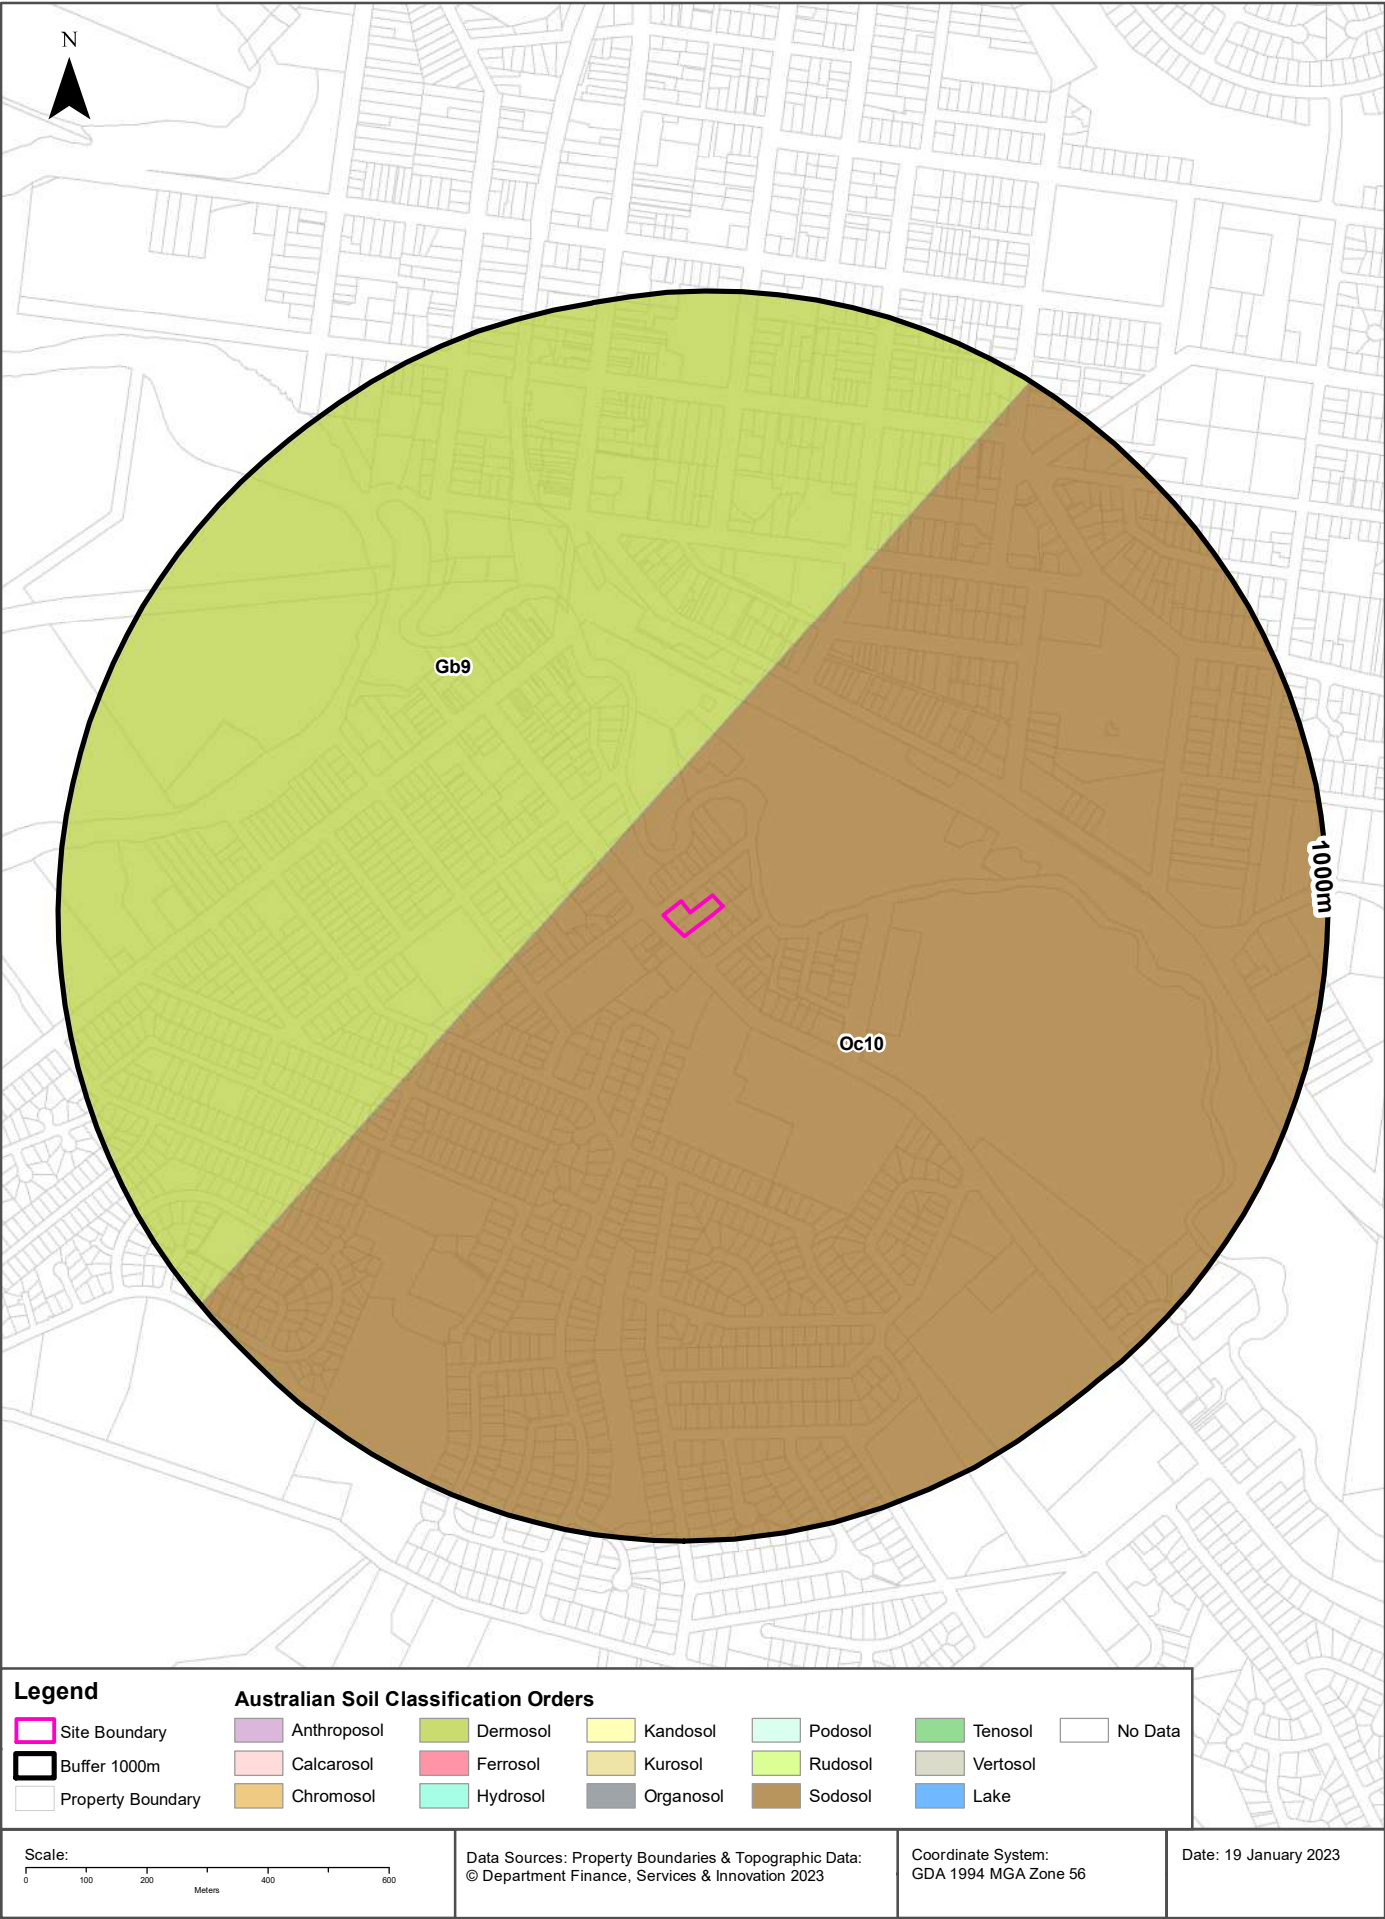 N
Gb9
1000m
Oc10
Legend
Site Boundary
Buffer 1000m
Property Boundary
Australian Soil Classification Orders
Anthroposol
Calcarosol
Chromosol
Dermosol
Ferrosol
Hydrosol
Kandosol
Kurosol
Organosol
Podosol
Rudosol
Sodosol
Tenosol
Vertosol
Lake
No Data
Scale:
0 100 200 400 600
Meters
Data Sources: Property Boundaries & Topographic Data:
© Department Finance, Services & Innovation 2023
Coordinate System:
GDA 1994 MGA Zone 56
Date: 19 January 2023